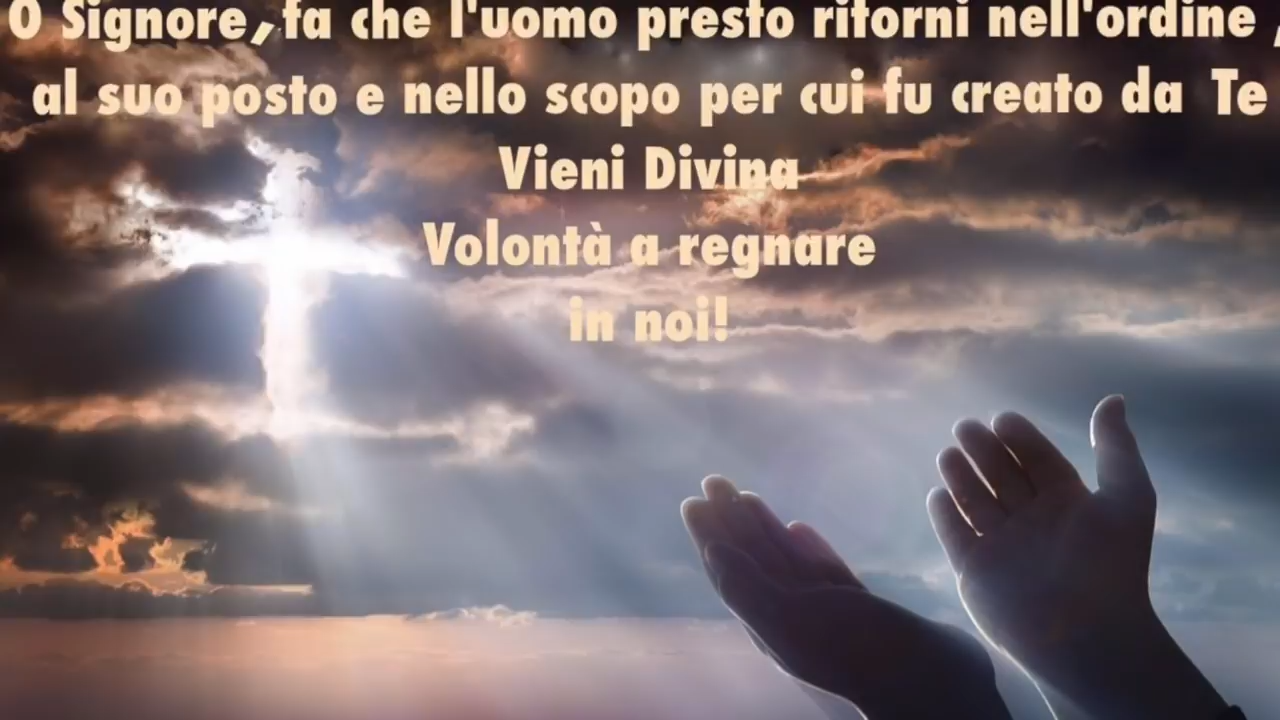 O Signore, fa che l'uomo presto ritorni nell'ordine ,
al suo posto e nello scopo per cui fu creato da Te
Vieni Divina
Volontà a regnare
in noi!